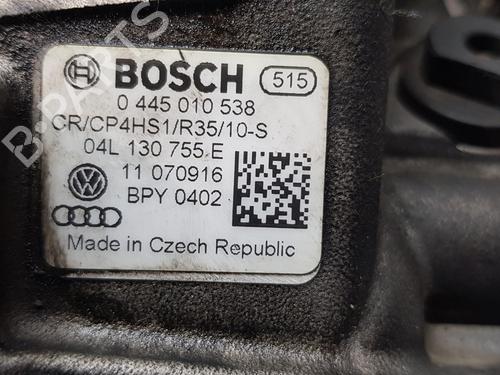 BOSCH 515
0 445 010 538
CR/CP4HS1/R35/10-S
04L 130 755 E
11 070916
BPY 0402
Made in Czech Republic
B-PARTS